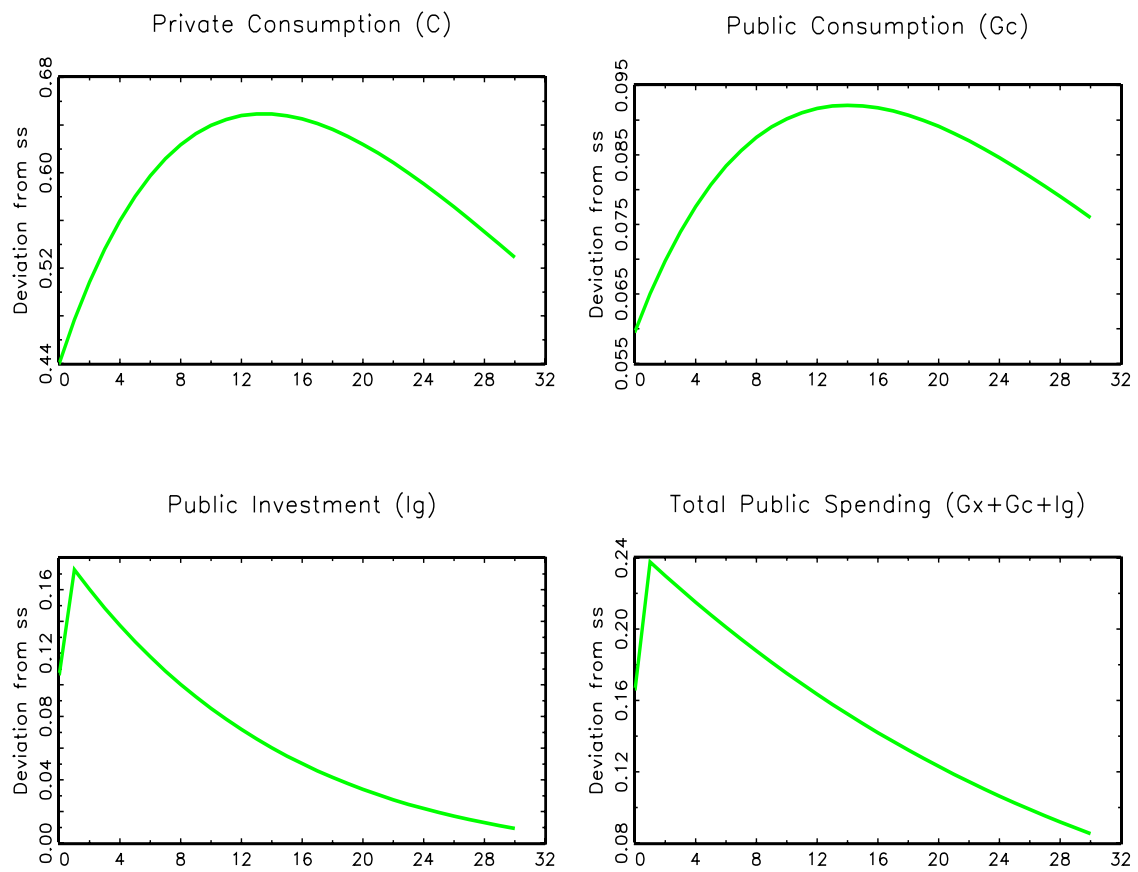 Private Consumption (C)
Deviation from ss
0.68
0.60
0.52
0.44
0 4 8 12 16 20 24 28 32
Public Consumption (Gc)
Deviation from ss
0.095
0.085
0.075
0.065
0.055
0 4 8 12 16 20 24 28 32
Public Investment (Ig)
Deviation from ss
0.16
0.12
0.08
0.04
0.00
0 4 8 12 16 20 24 28 32
Total Public Spending (Gx+Gc+Ig)
Deviation from ss
0.24
0.20
0.16
0.12
0.08
0 4 8 12 16 20 24 28 32